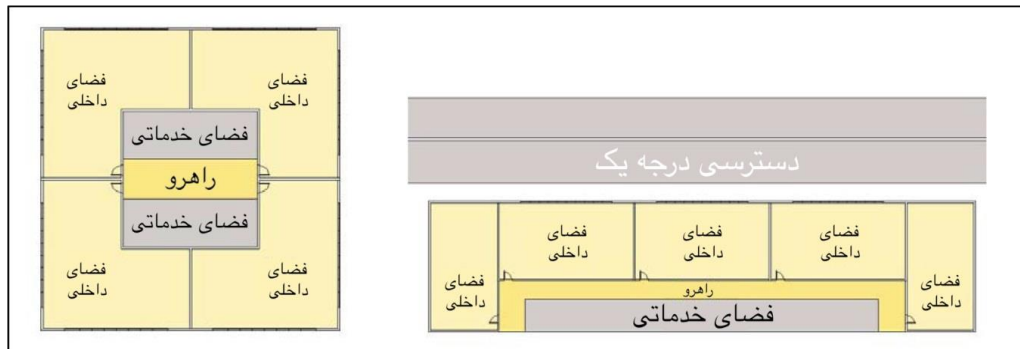 فضای
داخلی
فضای
داخلی
فضای خدماتی
راهرو
فضای خدماتی
فضای
داخلی
فضای
داخلی
دسترسی درجه یک
فضای
داخلی
فضای
داخلی
فضای
داخلی
فضای
داخلی
فضای
داخلی
راهرو
فضای خدماتی